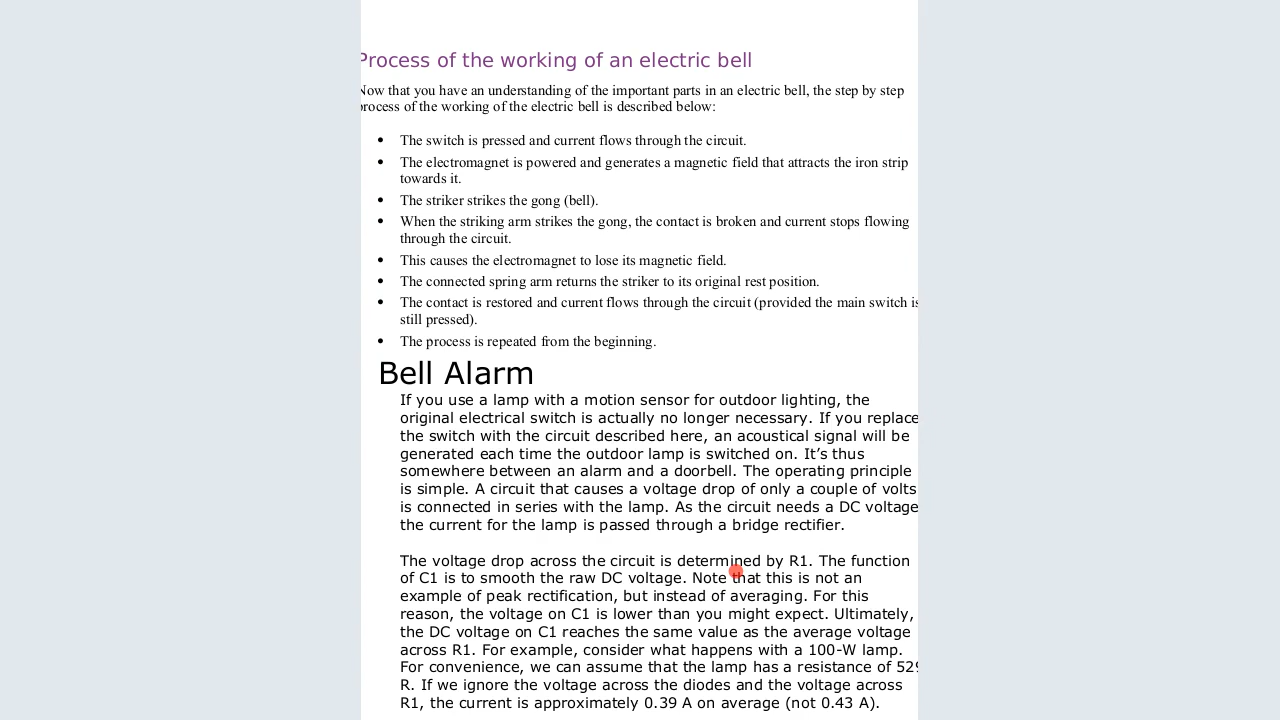 Process of the working of an electric bell
Now that you have an understanding of the important parts in an electric bell, the step by step
process of the working of the electric bell is described below:
• The switch is pressed and current flows through the circuit.
• The electromagnet is powered and generates a magnetic field that attracts the iron strip
towards it.
• The striker strikes the gong (bell).
• When the striking arm strikes the gong, the contact is broken and current stops flowing
through the circuit.
• This causes the electromagnet to lose its magnetic field.
• The connected spring arm returns the striker to its original rest position.
• The contact is restored and current flows through the circuit (provided the main switch is
still pressed).
• The process is repeated from the beginning.
Bell Alarm
If you use a lamp with a motion sensor for outdoor lighting, the
original electrical switch is actually no longer necessary. If you replace
the switch with the circuit described here, an acoustical signal will be
generated each time the outdoor lamp is switched on. It’s thus
somewhere between an alarm and a doorbell. The operating principle
is simple. A circuit that causes a voltage drop of only a couple of volts
is connected in series with the lamp. As the circuit needs a DC voltage
the current for the lamp is passed through a bridge rectifier.
The voltage drop across the circuit is determined by R1. The function
of C1 is to smooth the raw DC voltage. Note that this is not an
example of peak rectification, but instead of averaging. For this
reason, the voltage on C1 is lower than you might expect. Ultimately,
the DC voltage on C1 reaches the same value as the average voltage
across R1. For example, consider what happens with a 100-W lamp.
For convenience, we can assume that the lamp has a resistance of 529
R. If we ignore the voltage across the diodes and the voltage across
R1, the current is approximately 0.39 A on average (not 0.43 A).